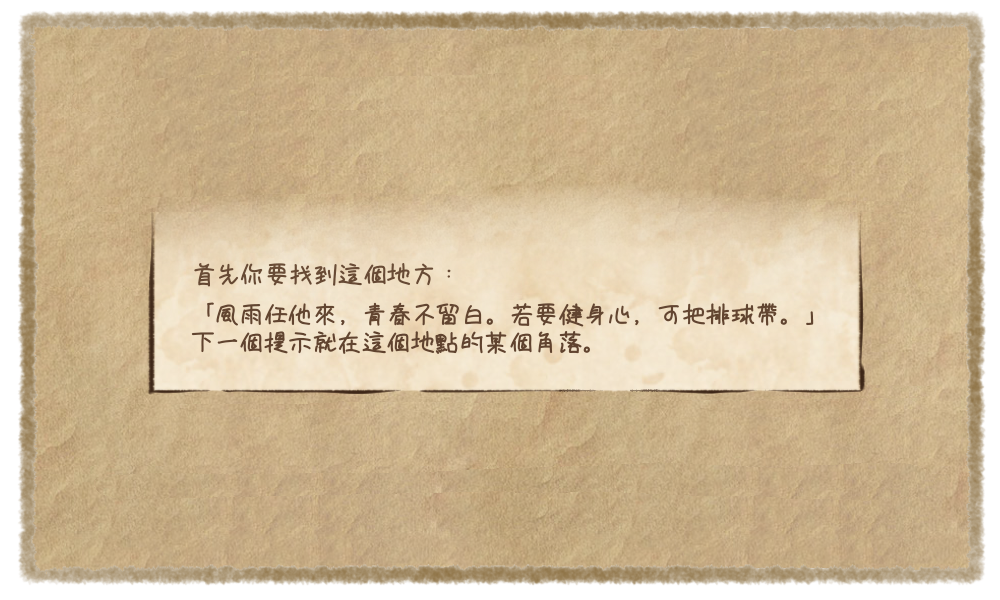 首先你要找到這個地方：
「風雨任他來，青春不留白。若要健身心，可把排球帶。」
下一個提示就在這個地點的某個角落。